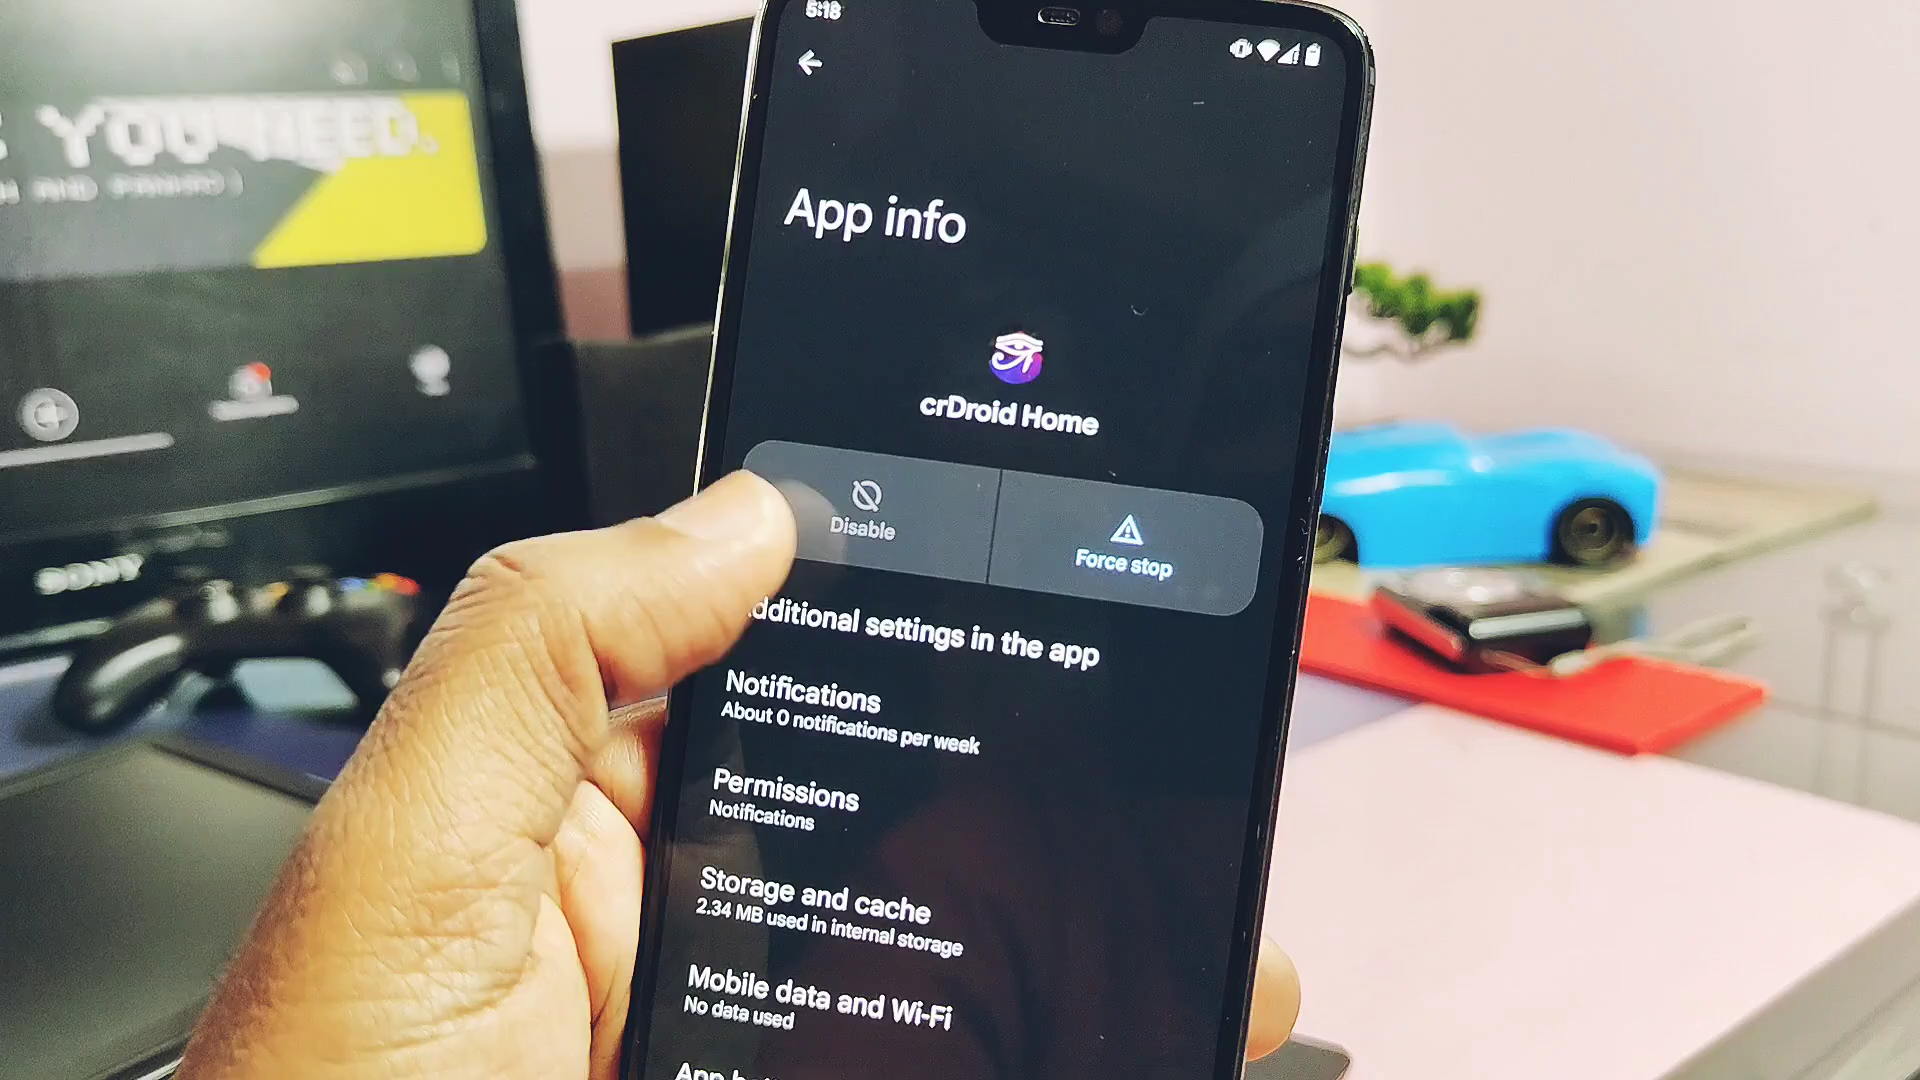 5:18
YOU NEED.
App info
crDroid Home
Disable
Force stop
dditional settings in the app
Notifications
About 0 notifications per week
Permissions
Notifications
Storage and cache
2.34 MB used in internal storage
Mobile data and Wi-Fi
No data used
App
SONY